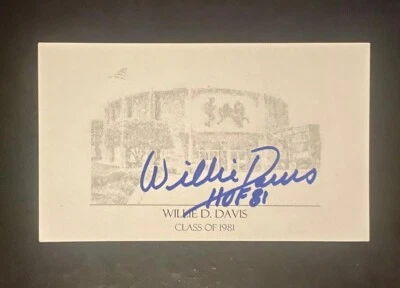 Willie Davis
HOF 81
WILLIE D. DAVIS
CLASS OF 1981